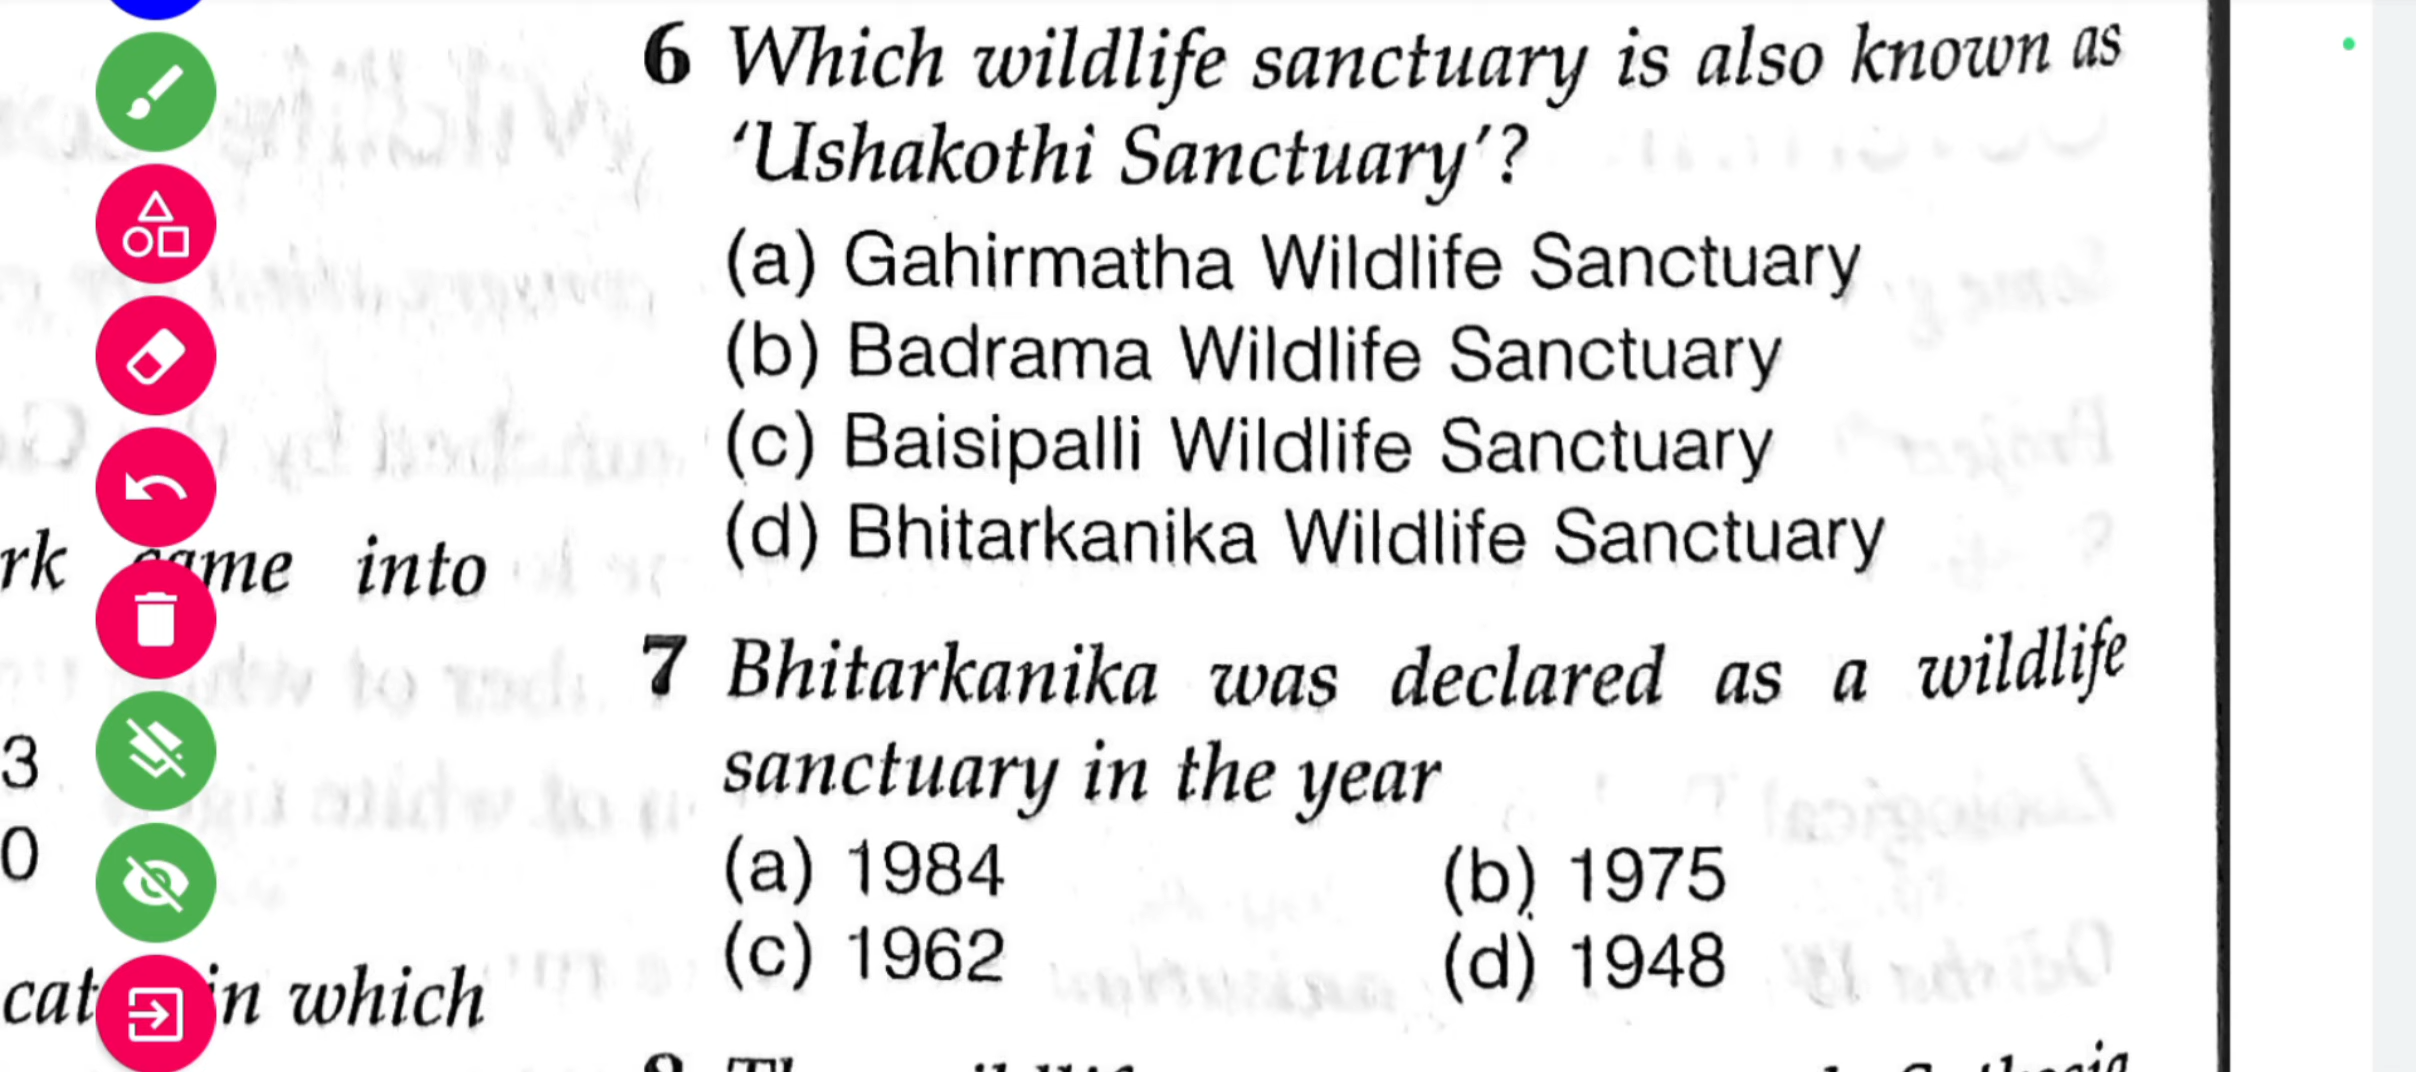 6 Which wildlife sanctuary is also known as
'Ushakothi Sanctuary'?
(a) Gahirmatha Wildlife Sanctuary
(b) Badrama Wildlife Sanctuary
(c) Baisipalli Wildlife Sanctuary
(d) Bhitarkanika Wildlife Sanctuary
rk came into
7 Bhitarkanika was declared as a wildlife
sanctuary in the year
3
0
(a) 1984 (b) 1975
(c) 1962 (d) 1948
in which